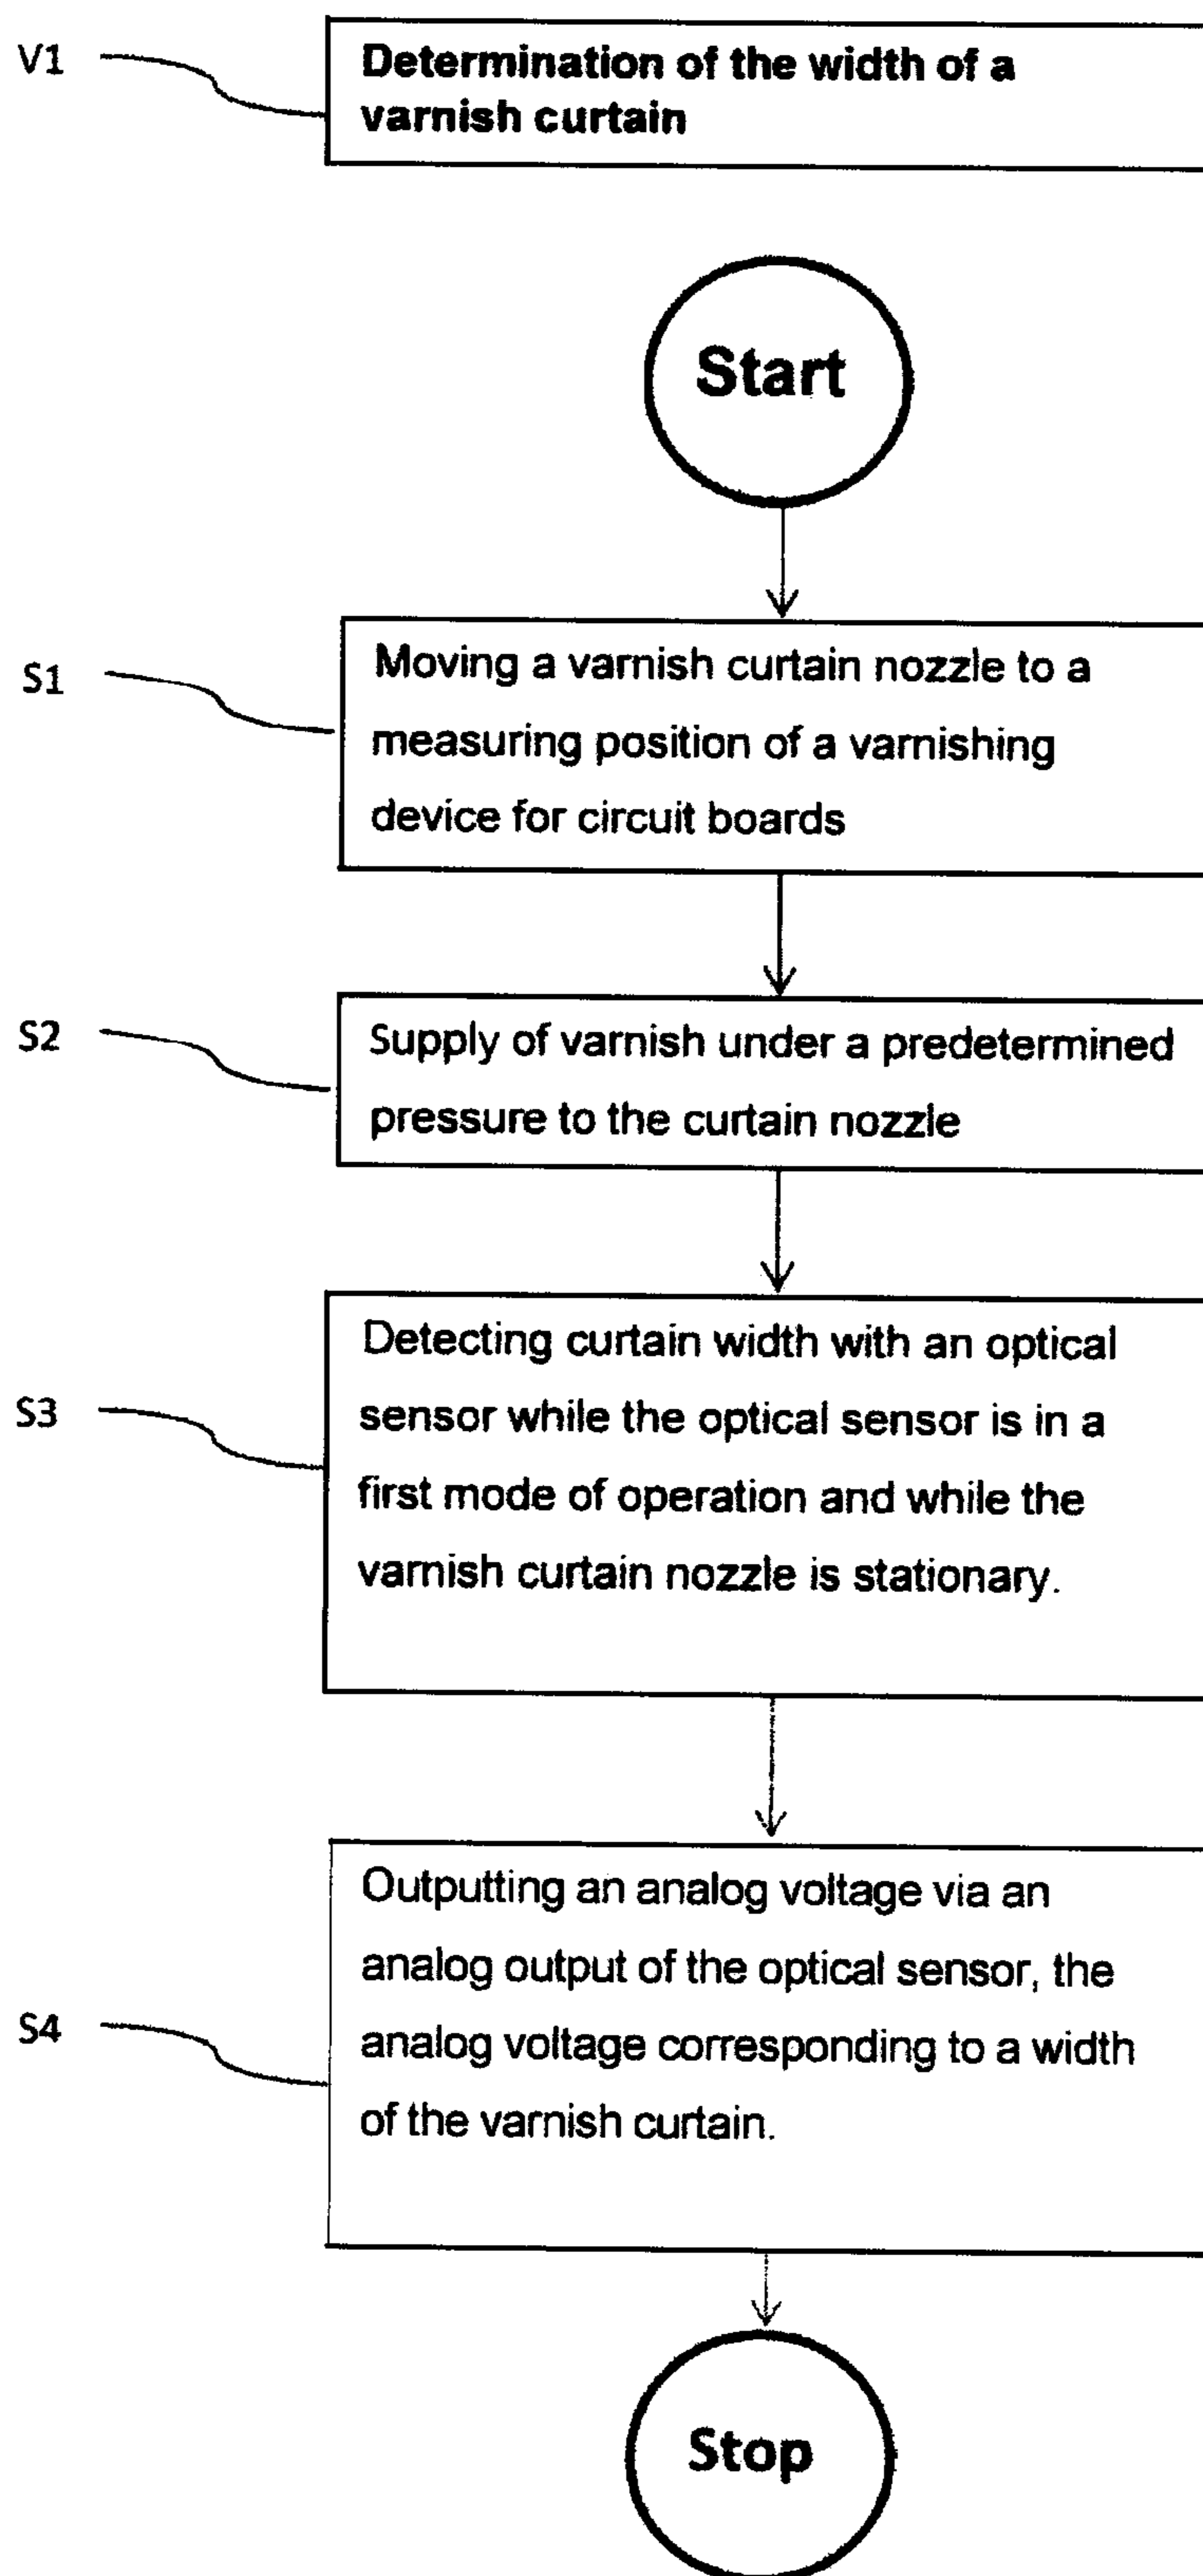 V1
Determination of the width of a
varnish curtain
Start
S1
Moving a varnish curtain nozzle to a
measuring position of a varnishing
device for circuit boards
S2
Supply of varnish under a predetermined
pressure to the curtain nozzle
S3
Detecting curtain width with an optical
sensor while the optical sensor is in a
first mode of operation and while the
varnish curtain nozzle is stationary.
S4
Outputting an analog voltage via an
analog output of the optical sensor, the
analog voltage corresponding to a width
of the varnish curtain.
Stop